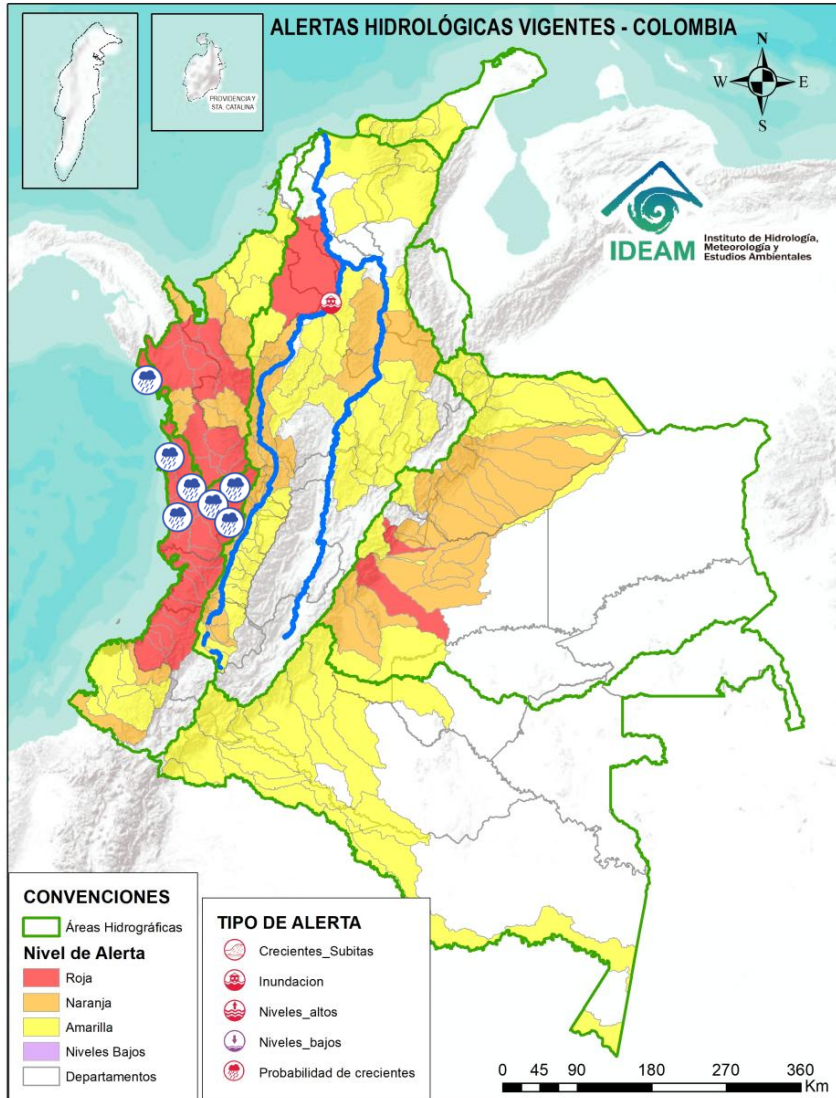 ALERTAS HIDROLÓGICAS VIGENTES - COLOMBIA
PROVIDENCIA Y
STA. CATALINA
N
W
E
S
IDEAM
Instituto de Hidrología,
Meteorología y
Estudios Ambientales
CONVENCIONES
Áreas Hidrográficas
Nivel de Alerta
Roja
Naranja
Amarilla
Niveles Bajos
Departamentos
TIPO DE ALERTA
Crecientes_Subitas
Inundacion
Niveles_altos
Niveles_bajos
Probabilidad de crecientes
0 45 90 180 270 360
Km